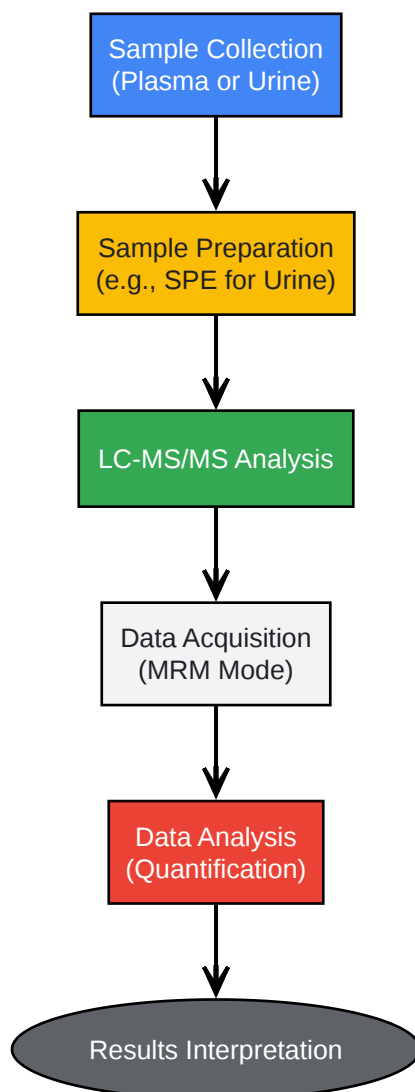 Sample Collection
(Plasma or Urine)
Sample Preparation
(e.g., SPE for Urine)
LC-MS/MS Analysis
Data Acquisition
(MRM Mode)
Data Analysis
(Quantification)
Results Interpretation